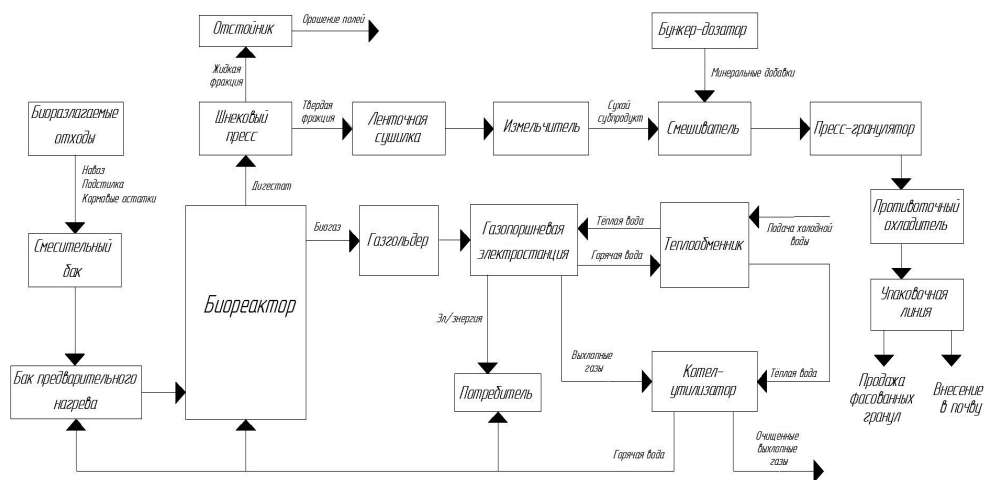 Отстойник
Орошение полей
Бункер-дозатор
Жидкая
фракция
Минеральные добавки
Биоразлагаемые
отходы
Шнековый
пресс
Твердая
фракция
Ленточная
сушилка
Измельчитель
Сухой
субпродукт
Смешиватель
Пресс-гранулятор
Навоз
Подстилка
Кормовые остатки
Дигестат
Смесительный
бак
Биореактор
Биогаз
Газгольдер
Газопоршневая
электростанция
Теплая вода
Горячая вода
Теплообменник
Подача холодной
воды
Противоточный
охладитель
Упаковочная
линия
Эл/энергия
Выхлопные
газы
Бак предварительного
нагрева
Потребитель
Котел-
утилизатор
Тёплая вода
Продажа
фасованных
гранул
Внесение
в почву
Горячая вода
Очищенные
выхлопные
газы